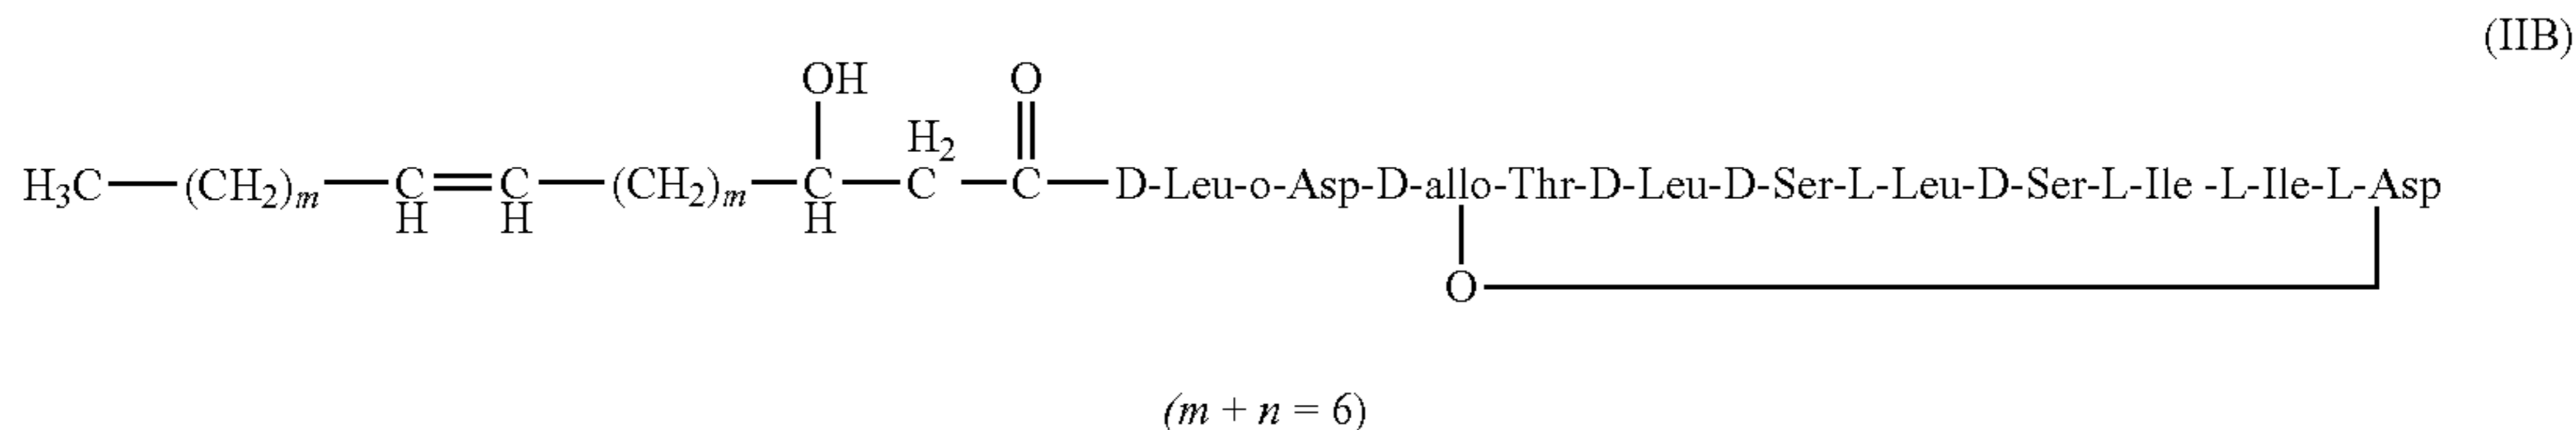 (IIB)
OH O
H₂
H₃C—(CH₂)ₘ—C=C—(CH₂)ₘ—C—C—C—D-Leu-o-Asp-D-allo-Thr-D-Leu-D-Ser-L-Leu-D-Ser-L-Ile -L-Ile-L-Asp
H H H
O
(m + n = 6)